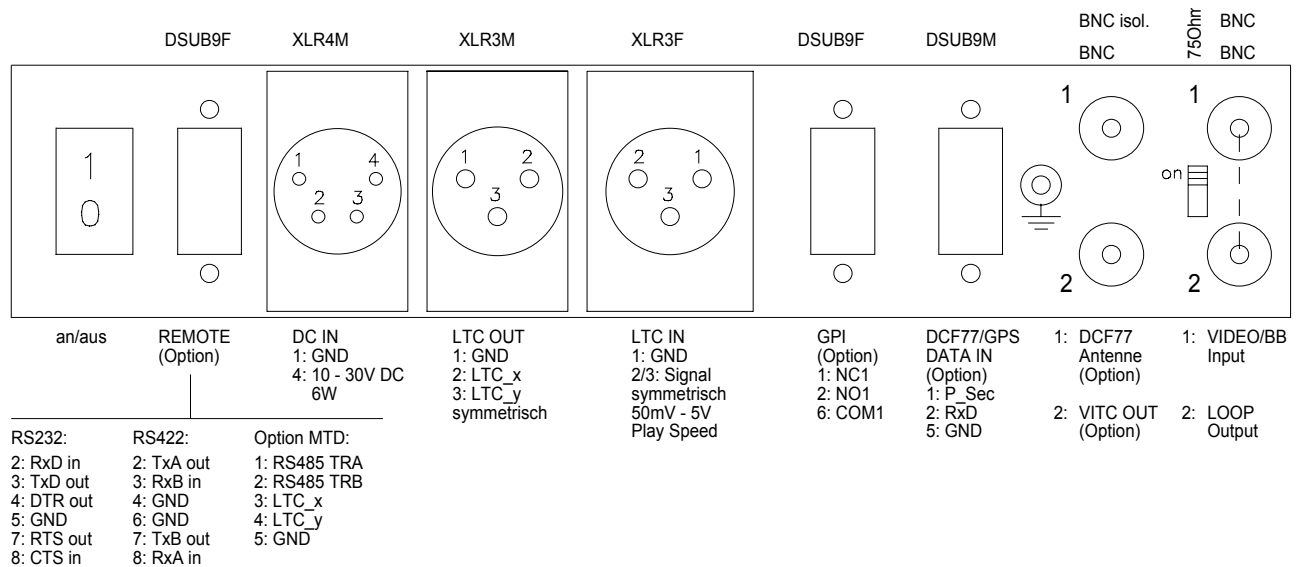 BNC isol.
75Ohm
BNC
DSUB9F XLR4M XLR3M XLR3F DSUB9F DSUB9M BNC BNC
1
0
1 4
2 3
1 2
3
2 1
3
1
2
on
1
2
an/aus
REMOTE
(Option)
DC IN
1: GND
4: 10 - 30V DC
6W
LTC OUT
1: GND
2: LTC_x
3: LTC_y
symmetrisch
LTC IN
1: GND
2/3: Signal
symmetrisch
50mV - 5V
Play Speed
GPI
(Option)
1: NC1
2: NO1
6: COM1
DCF77/GPS
DATA IN
(Option)
1: P_Sec
2: RxD
5: GND
1: DCF77
Antenne
(Option)
2: VITC OUT
(Option)
1: VIDEO/BB
Input
2: LOOP
Output
RS232:
2: RxD in
3: TxD out
4: DTR out
5: GND
7: RTS out
8: CTS in
RS422:
2: TxA out
3: RxB in
4: GND
6: GND
7: TxB out
8: RxA in
Option MTD:
1: RS485 TRA
2: RS485 TRB
3: LTC_x
4: LTC_y
5: GND